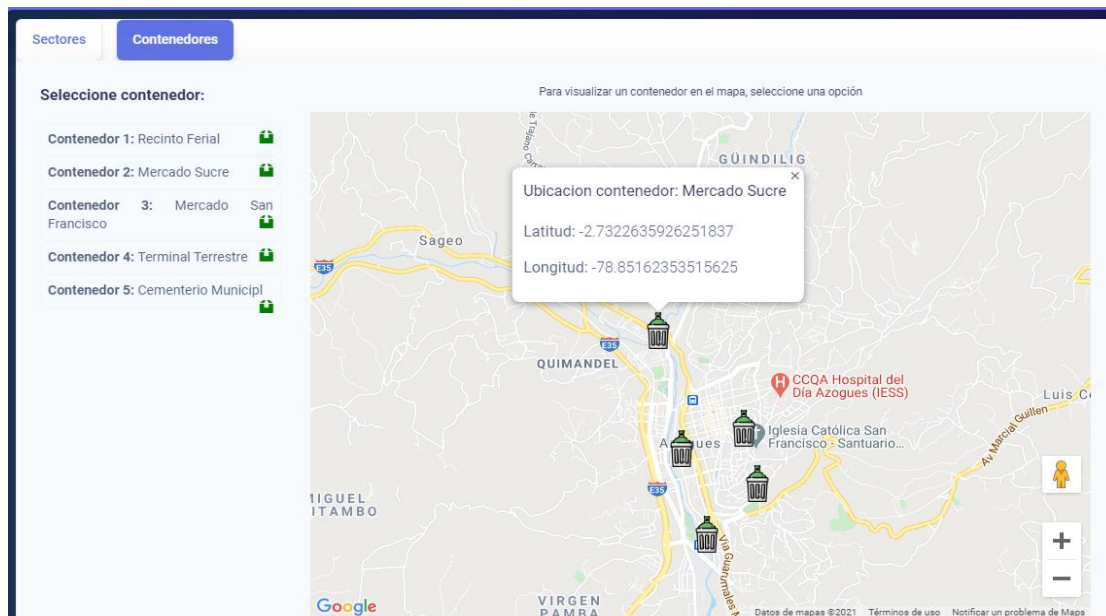 Sectores
Contenedores
Seleccione contenedor:
Para visualizar un contenedor en el mapa, seleccione una opción
Contenedor 1: Recinto Ferial
Contenedor 2: Mercado Sucre
Contenedor 3: Mercado San
Francisco
Contenedor 4: Terminal Terrestre
Contenedor 5: Cementerio Municipl
GÜINDILIG
Ubicacion contenedor: Mercado Sucre
×
Latitud: -2.7322635926251837
Longitud: -78.85162353515625
Sageo
E35
E35
QUIMANDEL
H
CCQA Hospital del
Día Azogues (IESS)
Luis C
Av Marcial Guillen
Iglesia Católica San
Francisco - Santuario...
E35
VIRGEN
PAMBA
+
−
Google
Datos de mapas ©2021
Términos de uso
Notificar un problema de Maps